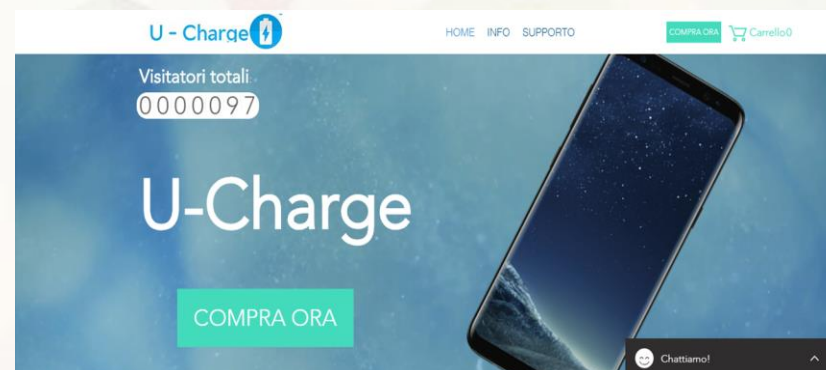 U - Charge
HOME INFO SUPPORTO
COMPRA ORA
Carrello0
Visitatori totali
0000097
U-Charge
COMPRA ORA
Chattiamo!